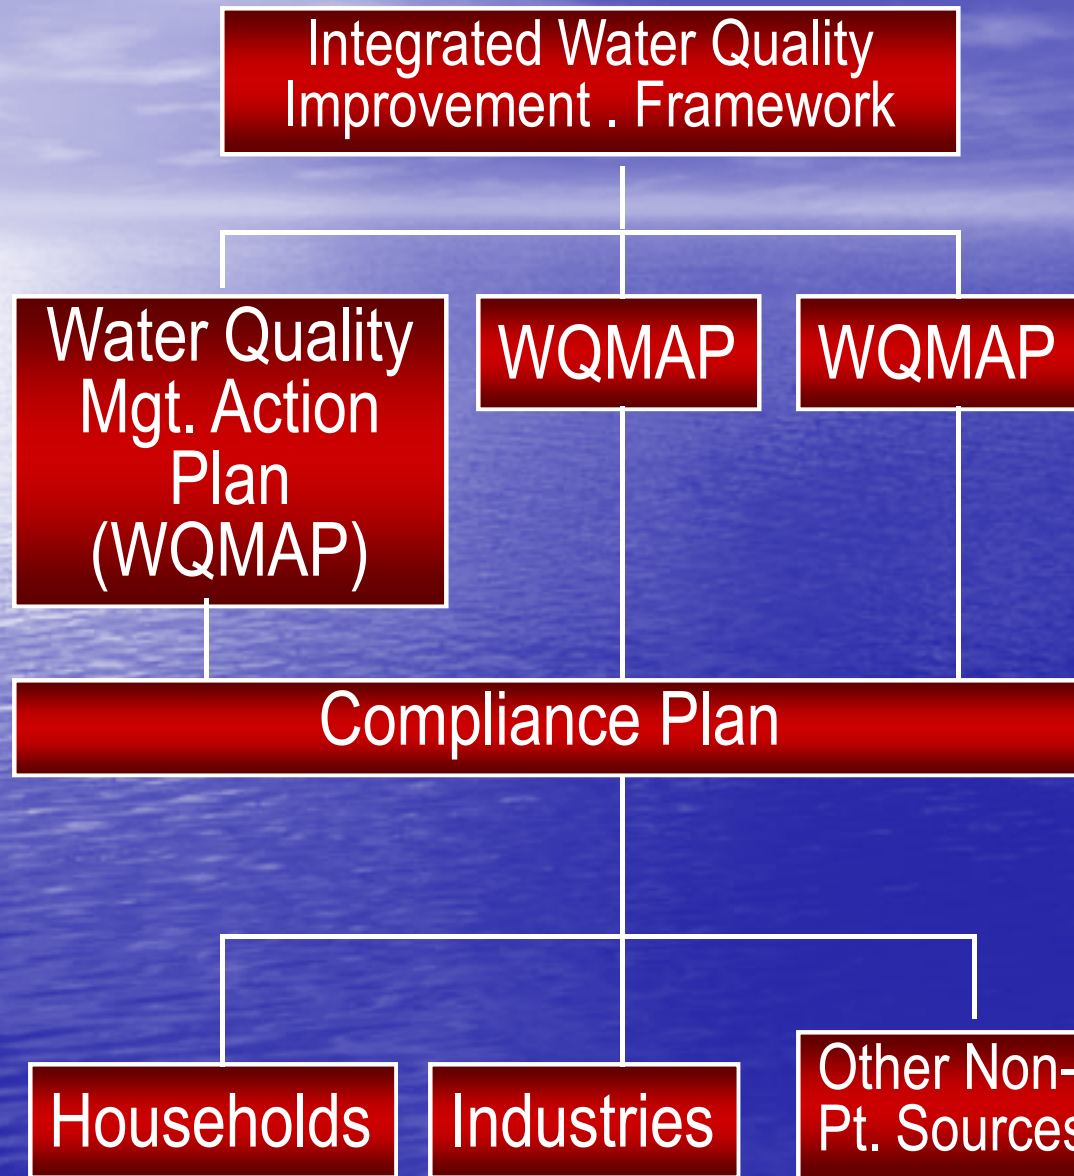 Integrated Water Quality
Improvement . Framework
Water Quality
Mgt. Action
Plan
(WQMAP)
WQMAP
WQMAP
Compliance Plan
Households
Industries
Other Non-
Pt. Sources